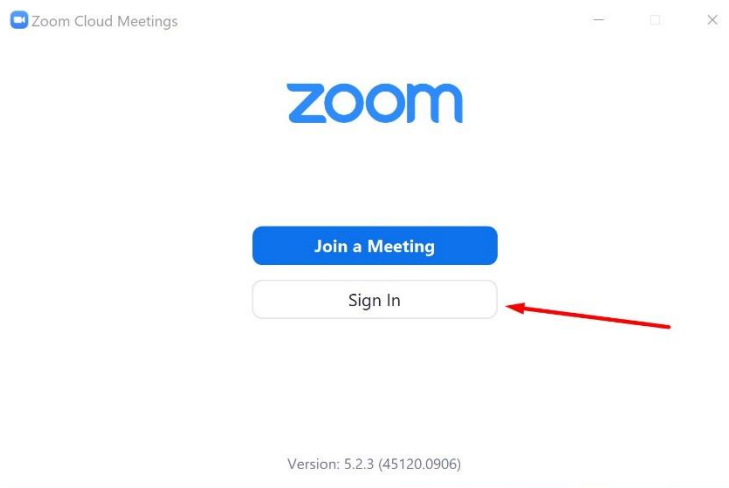 Zoom Cloud Meetings
zoom
Join a Meeting
Sign In
Version: 5.2.3 (45120.0906)